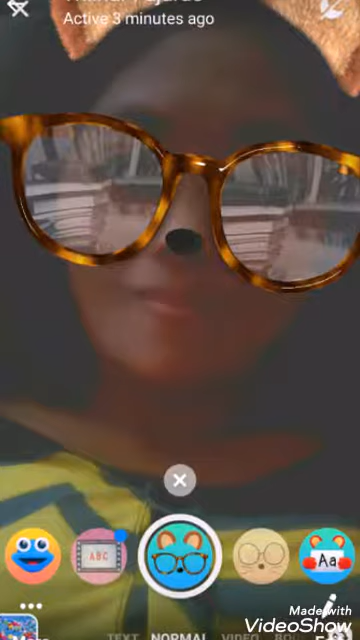 Active 3 minutes ago
ABC
Aa
Made with
VideoShow
TEXT NORMAL VIDEO